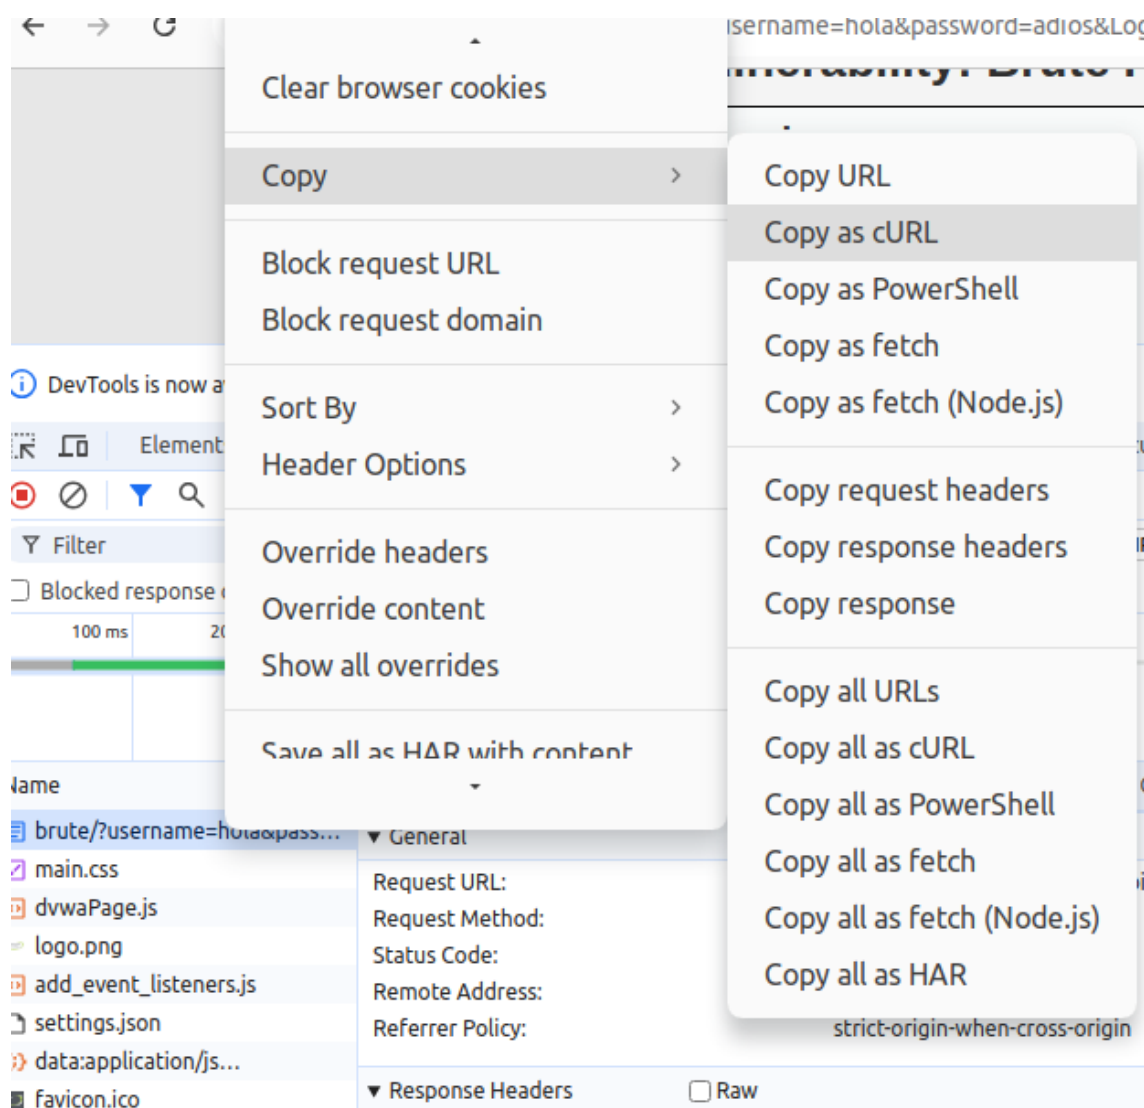 sername=hola&password=adios&Log
Clear browser cookies
Copy
Block request URL
Block request domain
Sort By
Header Options
Override headers
Override content
Show all overrides
Save all as HAR with content
Copy URL
Copy as cURL
Copy as PowerShell
Copy as fetch
Copy as fetch (Node.js)
Copy request headers
Copy response headers
Copy response
Copy all URLs
Copy all as cURL
Copy all as PowerShell
Copy all as fetch
Copy all as fetch (Node.js)
Copy all as HAR
DevTools is now a
Element
Filter
Blocked response
100 ms
20
Name
brute/?username=hola&pass...
main.css
dvwaPage.js
logo.png
add_event_listeners.js
settings.json
data:application/js...
favicon.ico
General
Request URL:
Request Method:
Status Code:
Remote Address:
Referrer Policy:
strict-origin-when-cross-origin
Response Headers
Raw